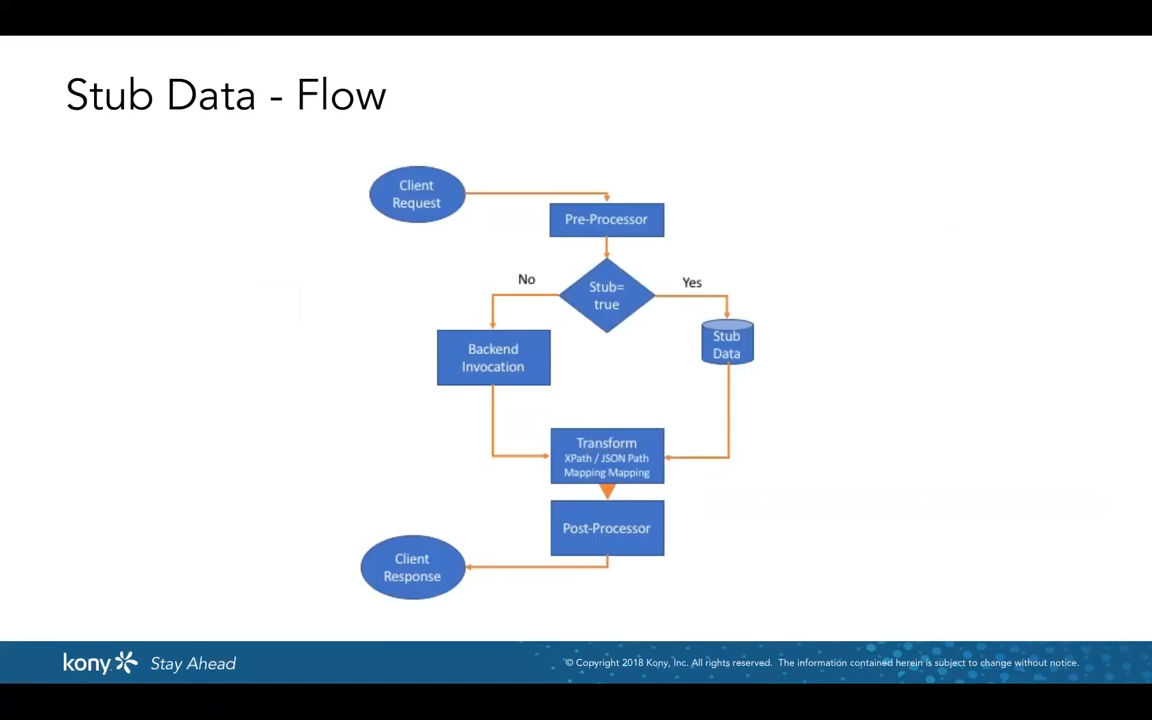 Stub Data - Flow
Client
Request
Pre-Processor
No
Stub=
true
Yes
Backend
Invocation
Stub
Data
Transform
XPath / JSON Path
Mapping Mapping
Post-Processor
Client
Response
kony Stay Ahead
© Copyright 2018 Kony, Inc. All rights reserved. The information contained herein is subject to change without notice.